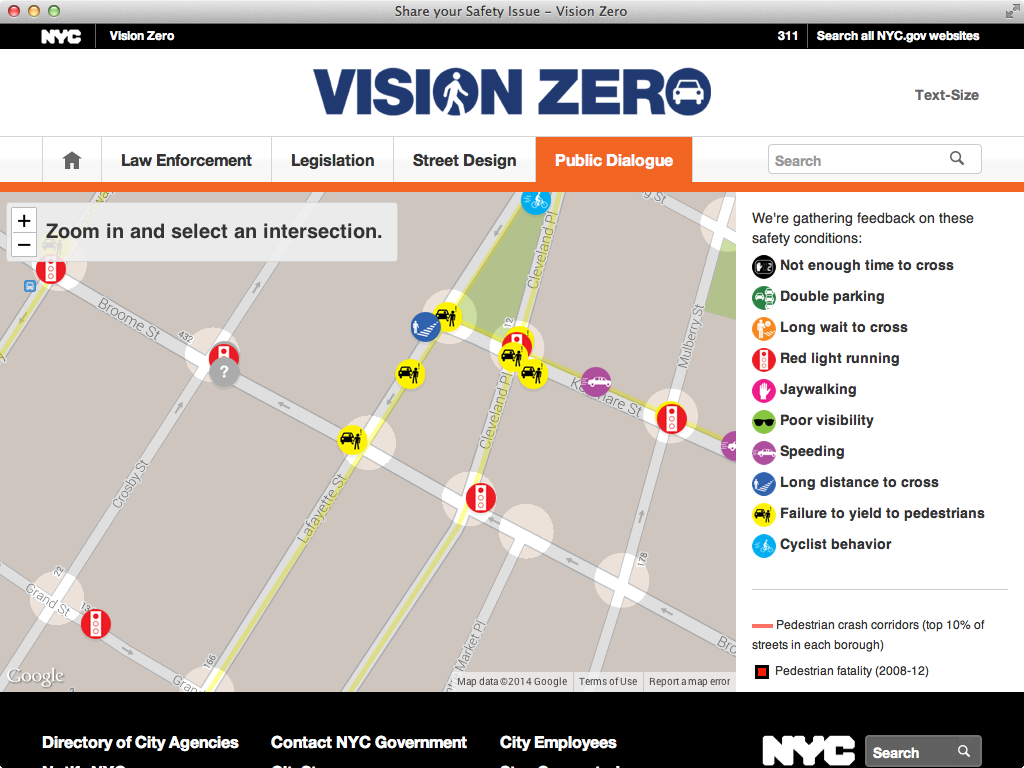 Share your Safety Issue – Vision Zero
NYC
Vision Zero
311
Search all NYC.gov websites
VISION ZERO
Text-Size
Law Enforcement
Legislation
Street Design
Public Dialogue
Search
+
Zoom in and select an intersection.
−
Broome St
432
Crosby St
22
Grand St
?
Lafayette St
166
Gran
Cleveland Pl
12
Cleveland Pl
Mulberry St
178
Market Pl
Bro
Google
Map data ©2014 Google
Terms of Use
Report a map error
We're gathering feedback on these
safety conditions:
Not enough time to cross
Double parking
Long wait to cross
Red light running
Jaywalking
Poor visibility
Speeding
Long distance to cross
Failure to yield to pedestrians
Cyclist behavior
Pedestrian crash corridors (top 10% of
streets in each borough)
Pedestrian fatality (2008-12)
Directory of City Agencies
Contact NYC Government
City Employees
NYC
Search